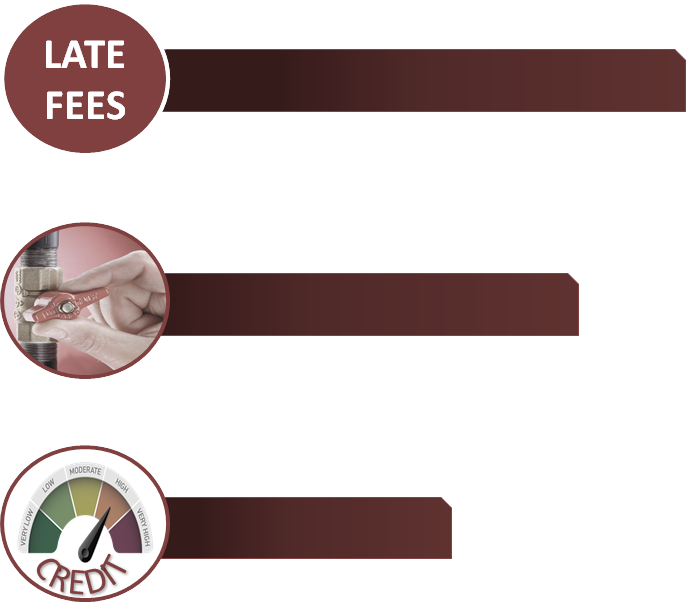 LATE
FEES
VERY LOW
LOW
MODERATE
HIGH
VERY HIGH
CREDIT